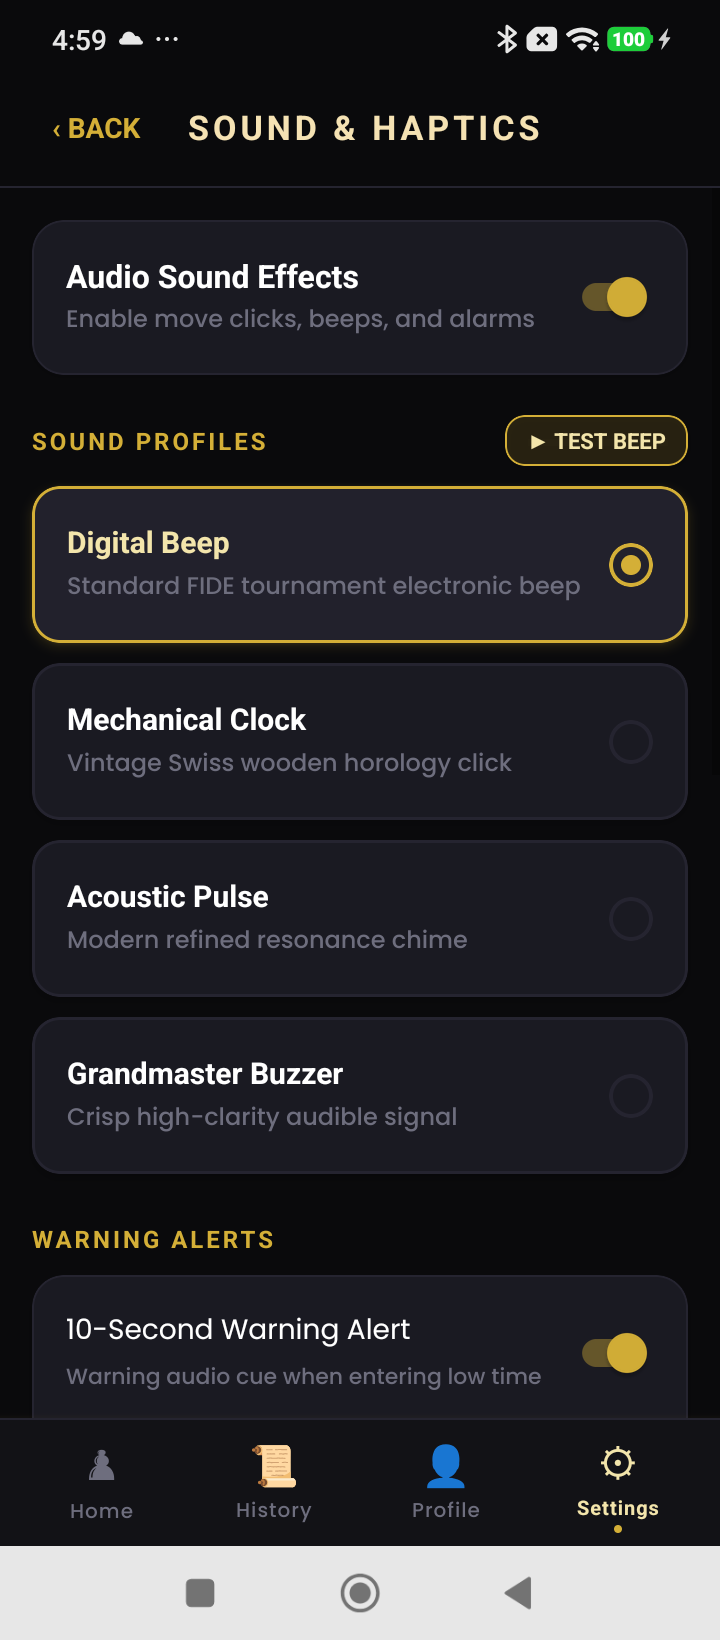 4:59
100
‹ BACK
SOUND & HAPTICS
Audio Sound Effects
Enable move clicks, beeps, and alarms
SOUND PROFILES
► TEST BEEP
Digital Beep
Standard FIDE tournament electronic beep
Mechanical Clock
Vintage Swiss wooden horology click
Acoustic Pulse
Modern refined resonance chime
Grandmaster Buzzer
Crisp high-clarity audible signal
WARNING ALERTS
10-Second Warning Alert
Warning audio cue when entering low time
Home
History
Profile
Settings